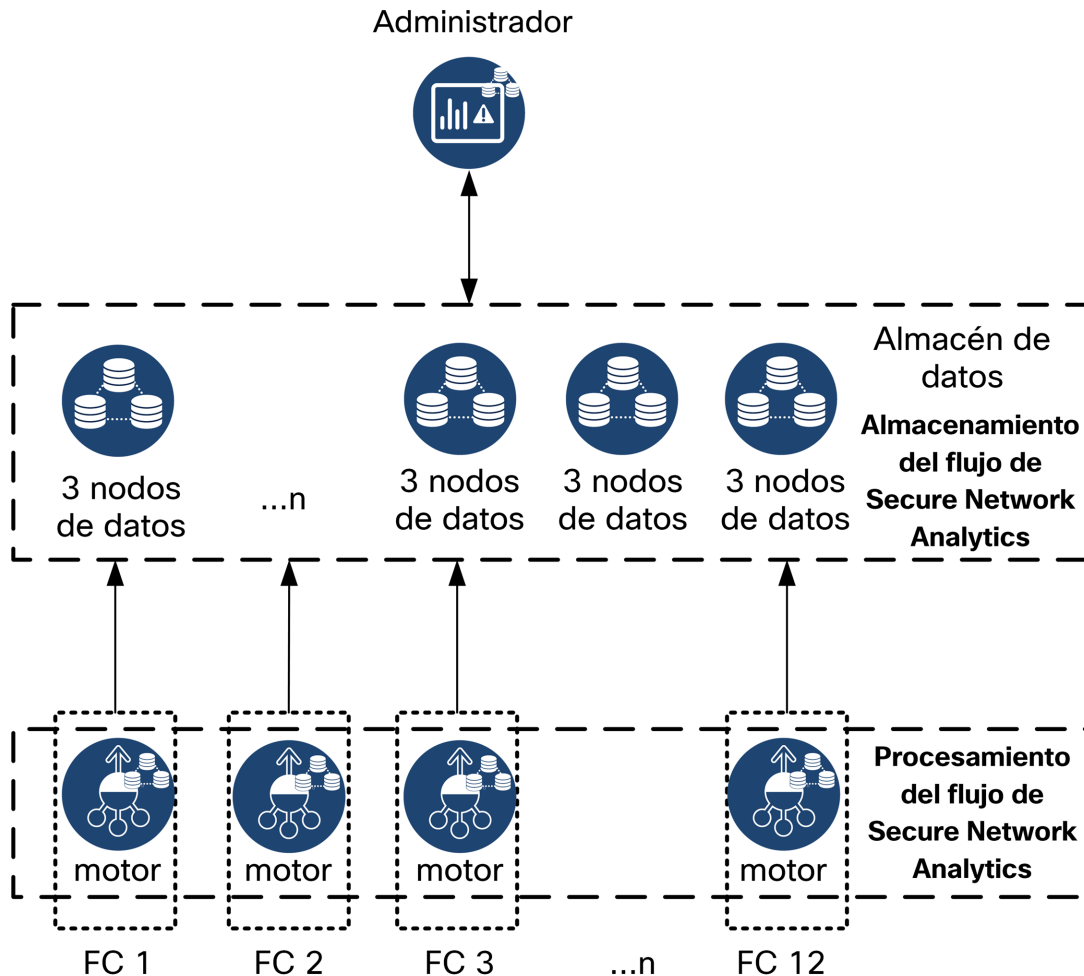 Administrador
Almacén de
datos
Almacenamiento
del flujo de
Secure Network
Analytics
3 nodos
de datos
...n
3 nodos
de datos
3 nodos
de datos
3 nodos
de datos
Procesamiento
del flujo de
Secure Network
Analytics
motor
motor
motor
motor
FC 1
FC 2
FC 3
...n
FC 12